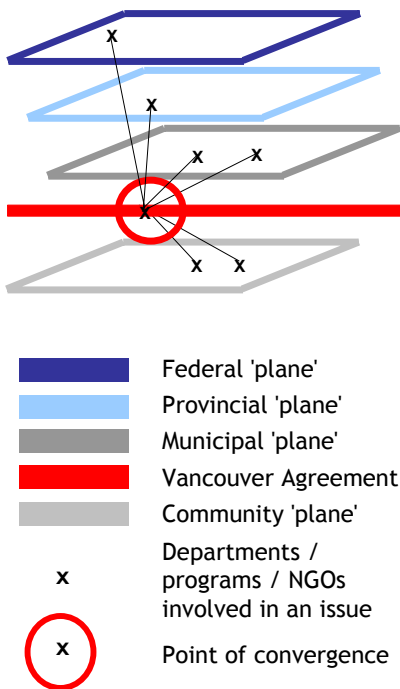 x
x
x
x
x
x
x
Federal 'plane'
Provincial 'plane'
Municipal 'plane'
Vancouver Agreement
Community 'plane'
Departments /
x programs / NGOs
involved in an issue
x Point of convergence